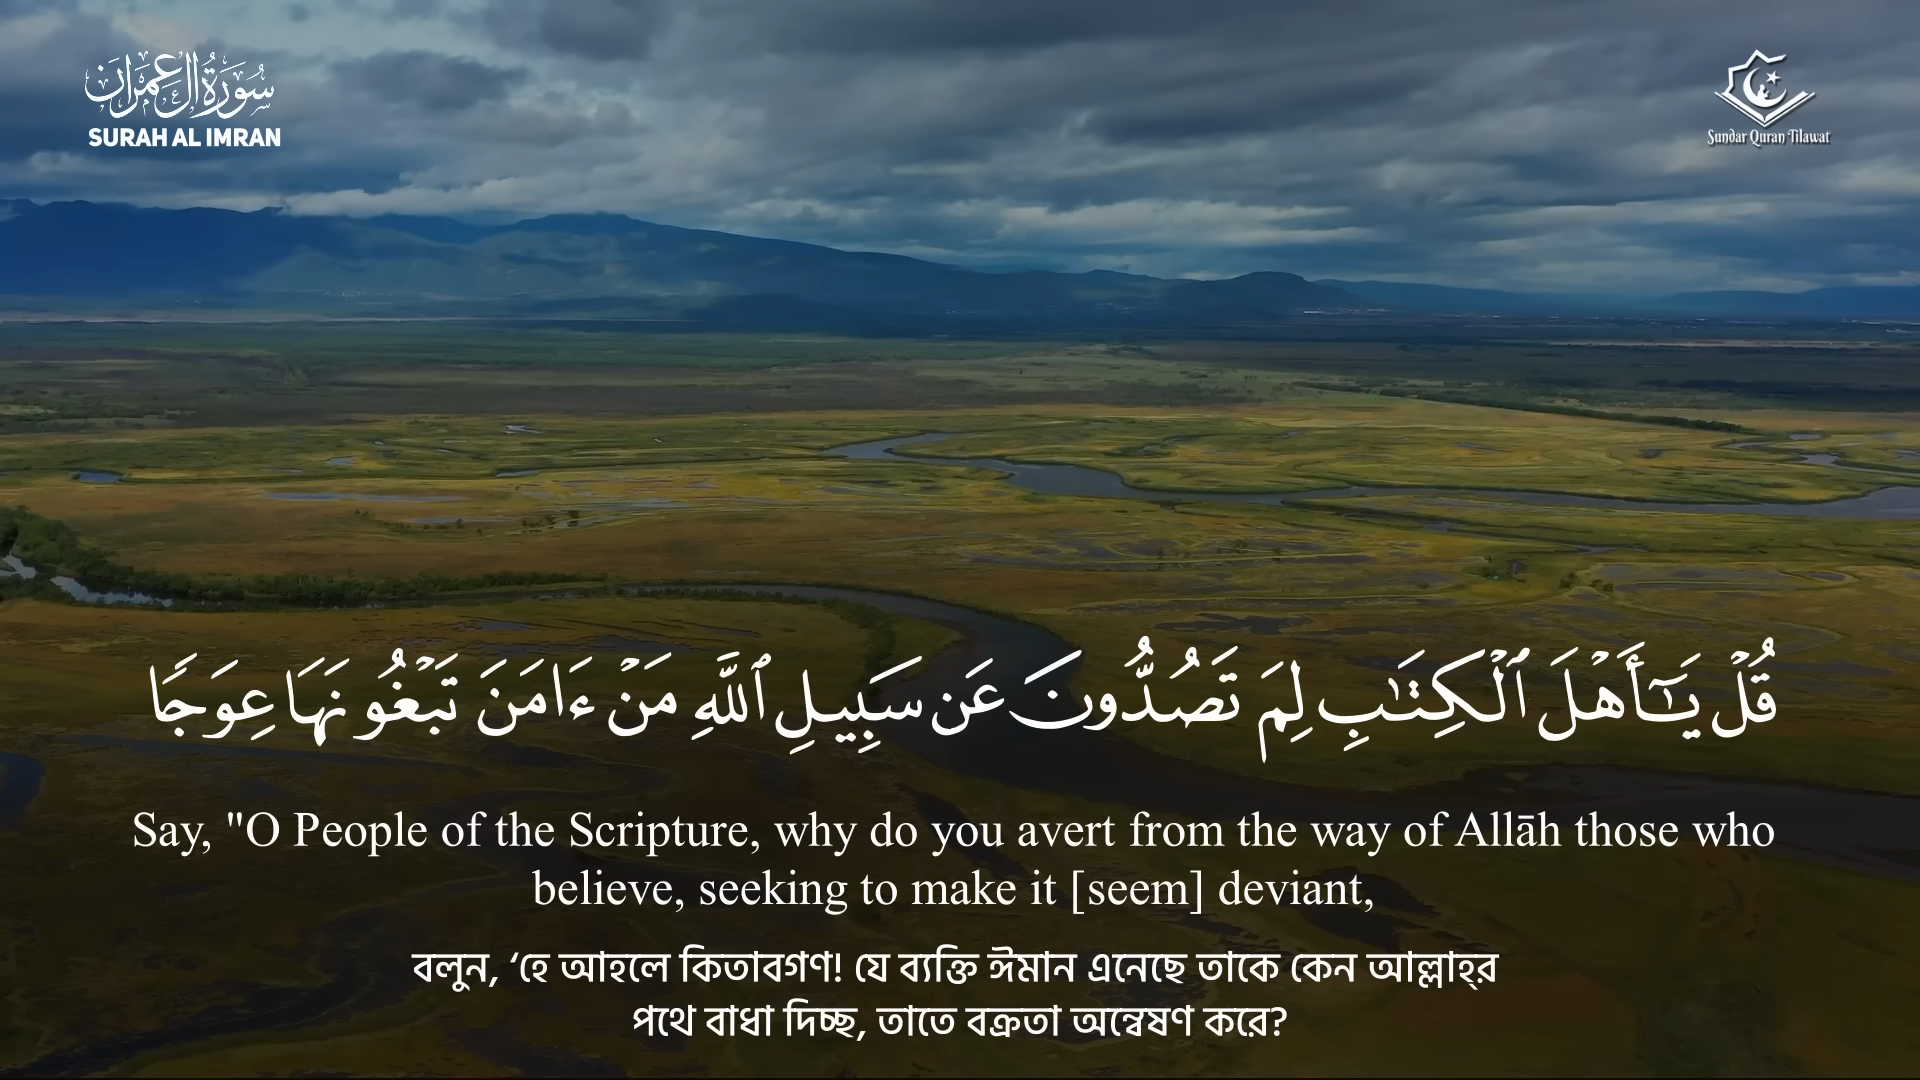 سُورَةُ آلِ عِمْرَان
SURAH AL IMRAN
Sundar Quran Tilawat
قُلْ يَـٰٓأَهْلَ ٱلْكِتَـٰبِ لِمَ تَصُدُّونَ عَن سَبِيلِ ٱللَّهِ مَنْ ءَامَنَ تَبْغُونَهَا عِوَجًا
Say, "O People of the Scripture, why do you avert from the way of Allāh those who
believe, seeking to make it [seem] deviant,
বলুন, ‘হে আহলে কিতাবগণ! যে ব্যক্তি ঈমান এনেছে তাকে কেন আল্লাহ্‌র
পথে বাধা দিচ্ছ, তাতে বক্রতা অন্বেষণ করে?